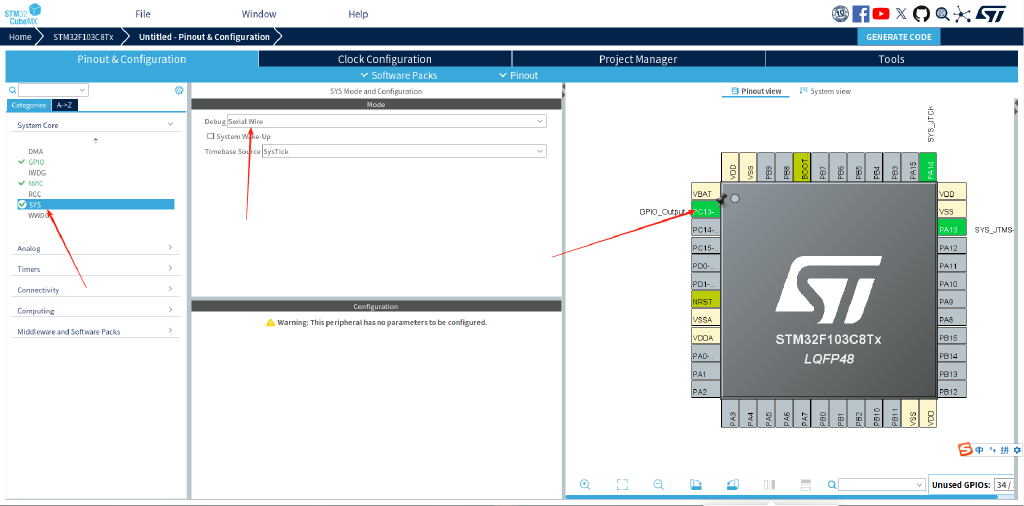 STM32
CubeMX
File
Window
Help
Home
STM32F103C8Tx
Untitled - Pinout & Configuration
GENERATE CODE
Pinout & Configuration
Clock Configuration
Project Manager
Tools
Software Packs
Pinout
Categories
A->Z
System Core
DMA
GPIO
IWDG
NVIC
RCC
SYS
WWDG
Analog
Timers
Connectivity
Computing
Middleware and Software Packs
SYS Mode and Configuration
Mode
Debug Serial Wire
System Wake-Up
Timebase Source SysTick
Configuration
Warning: This peripheral has no parameters to be configured.
Pinout view
System view
SYS_JTCK
VDD
VSS
PB9
PB8
BOOT
PB7
PB6
PB5
PB4
PB3
PA15
PA14
VBAT
GPIO_Output
PC13-..
PC14-..
PC15-..
PD0-..
PD1-..
NRST
VSSA
VDDA
PA0-..
PA1
PA2
VDD
VSS
PA13
SYS_JTMS-
PA12
PA11
PA10
PA9
PA8
PB15
PB14
PB13
PB12
ST
STM32F103C8Tx
LQFP48
PA3
PA4
PA5
PA6
PA7
PB0
PB1
PB2
PB10
PB11
VSS
VDD
中 拼
Unused GPIOs: 34 /